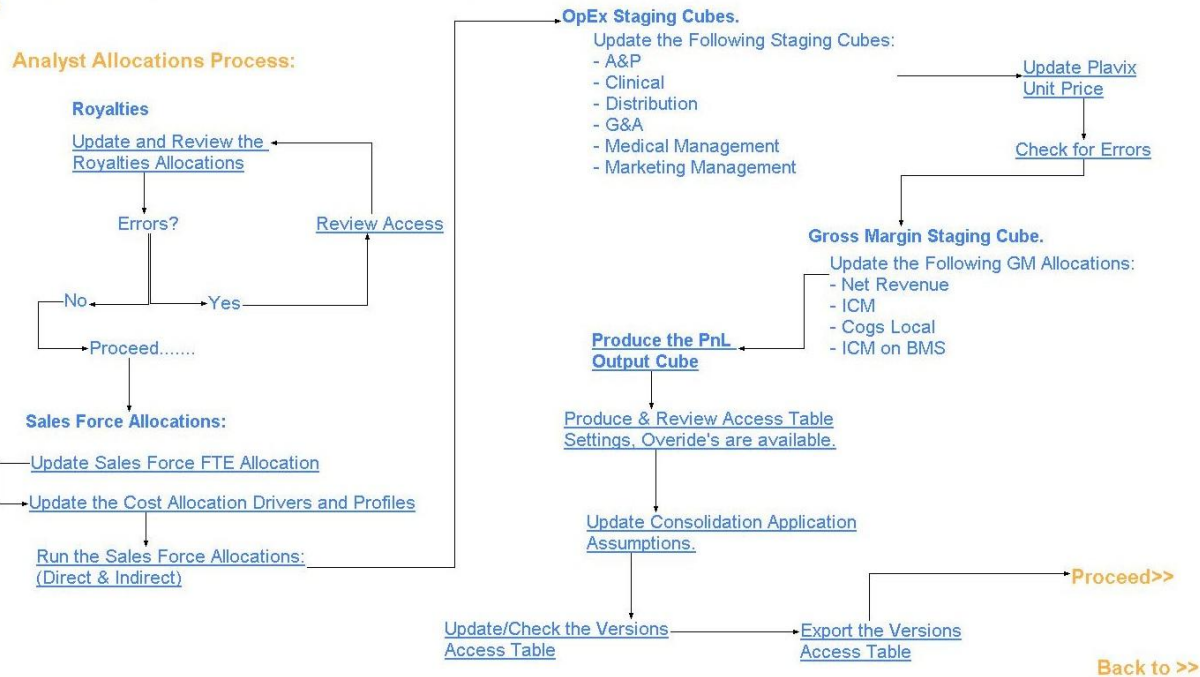 Analyst Allocations Process:
Royalties
Update and Review the
Royalties Allocations
Errors?
Review Access
No
Yes
Proceed.......
Sales Force Allocations:
Update Sales Force FTE Allocation
Update the Cost Allocation Drivers and Profiles
Run the Sales Force Allocations:
(Direct & Indirect)
OpEx Staging Cubes.
Update the Following Staging Cubes:
- A&P
- Clinical
- Distribution
- G&A
- Medical Management
- Marketing Management
Update Plavix
Unit Price
Check for Errors
Gross Margin Staging Cube.
Update the Following GM Allocations:
- Net Revenue
- ICM
- Cogs Local
- ICM on BMS
Produce the PnL
Output Cube
Produce & Review Access Table
Settings, Overide's are available.
Update Consolidation Application
Assumptions.
Update/Check the Versions
Access Table
Export the Versions
Access Table
Proceed>>
Back to >>